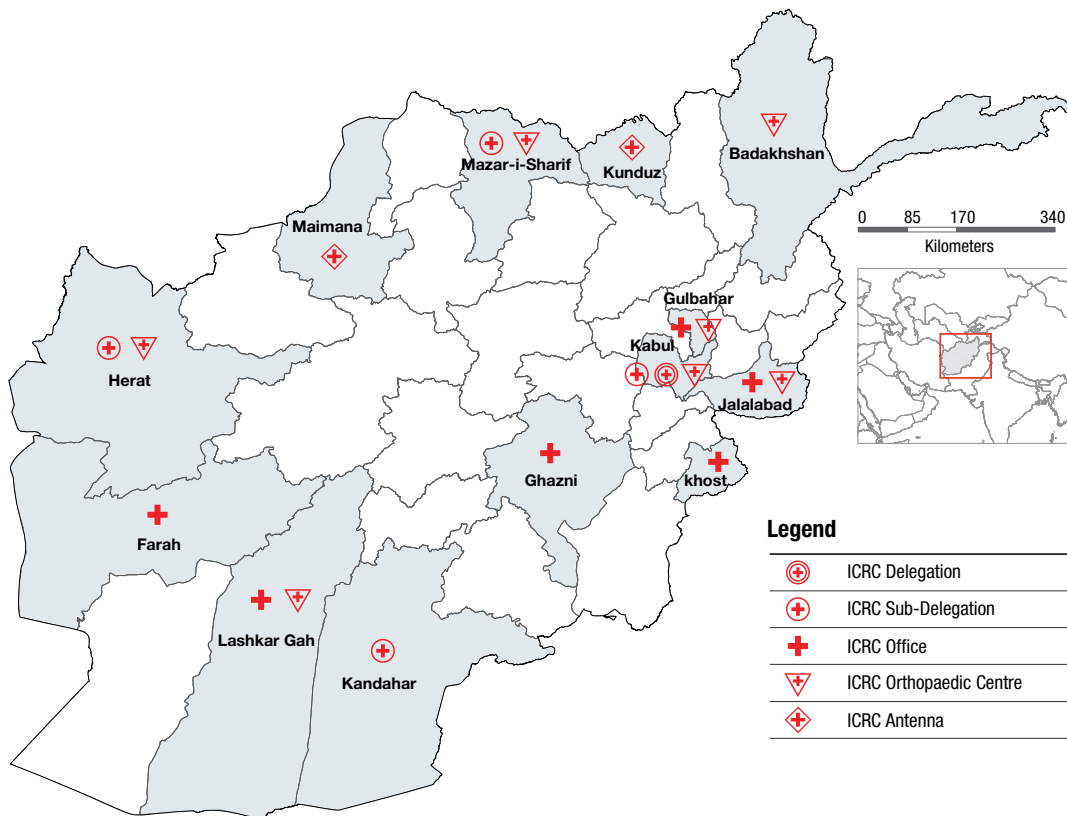 Badakhshan
Mazar-i-Sharif
Kunduz
Maimana
0 85 170 340
Kilometers
Gulbahar
Kabul
Herat
Jalalabad
Ghazni
khost
Farah
Legend
ICRC Delegation
ICRC Sub-Delegation
Lashkar Gah
ICRC Office
Kandahar
ICRC Orthopaedic Centre
ICRC Antenna